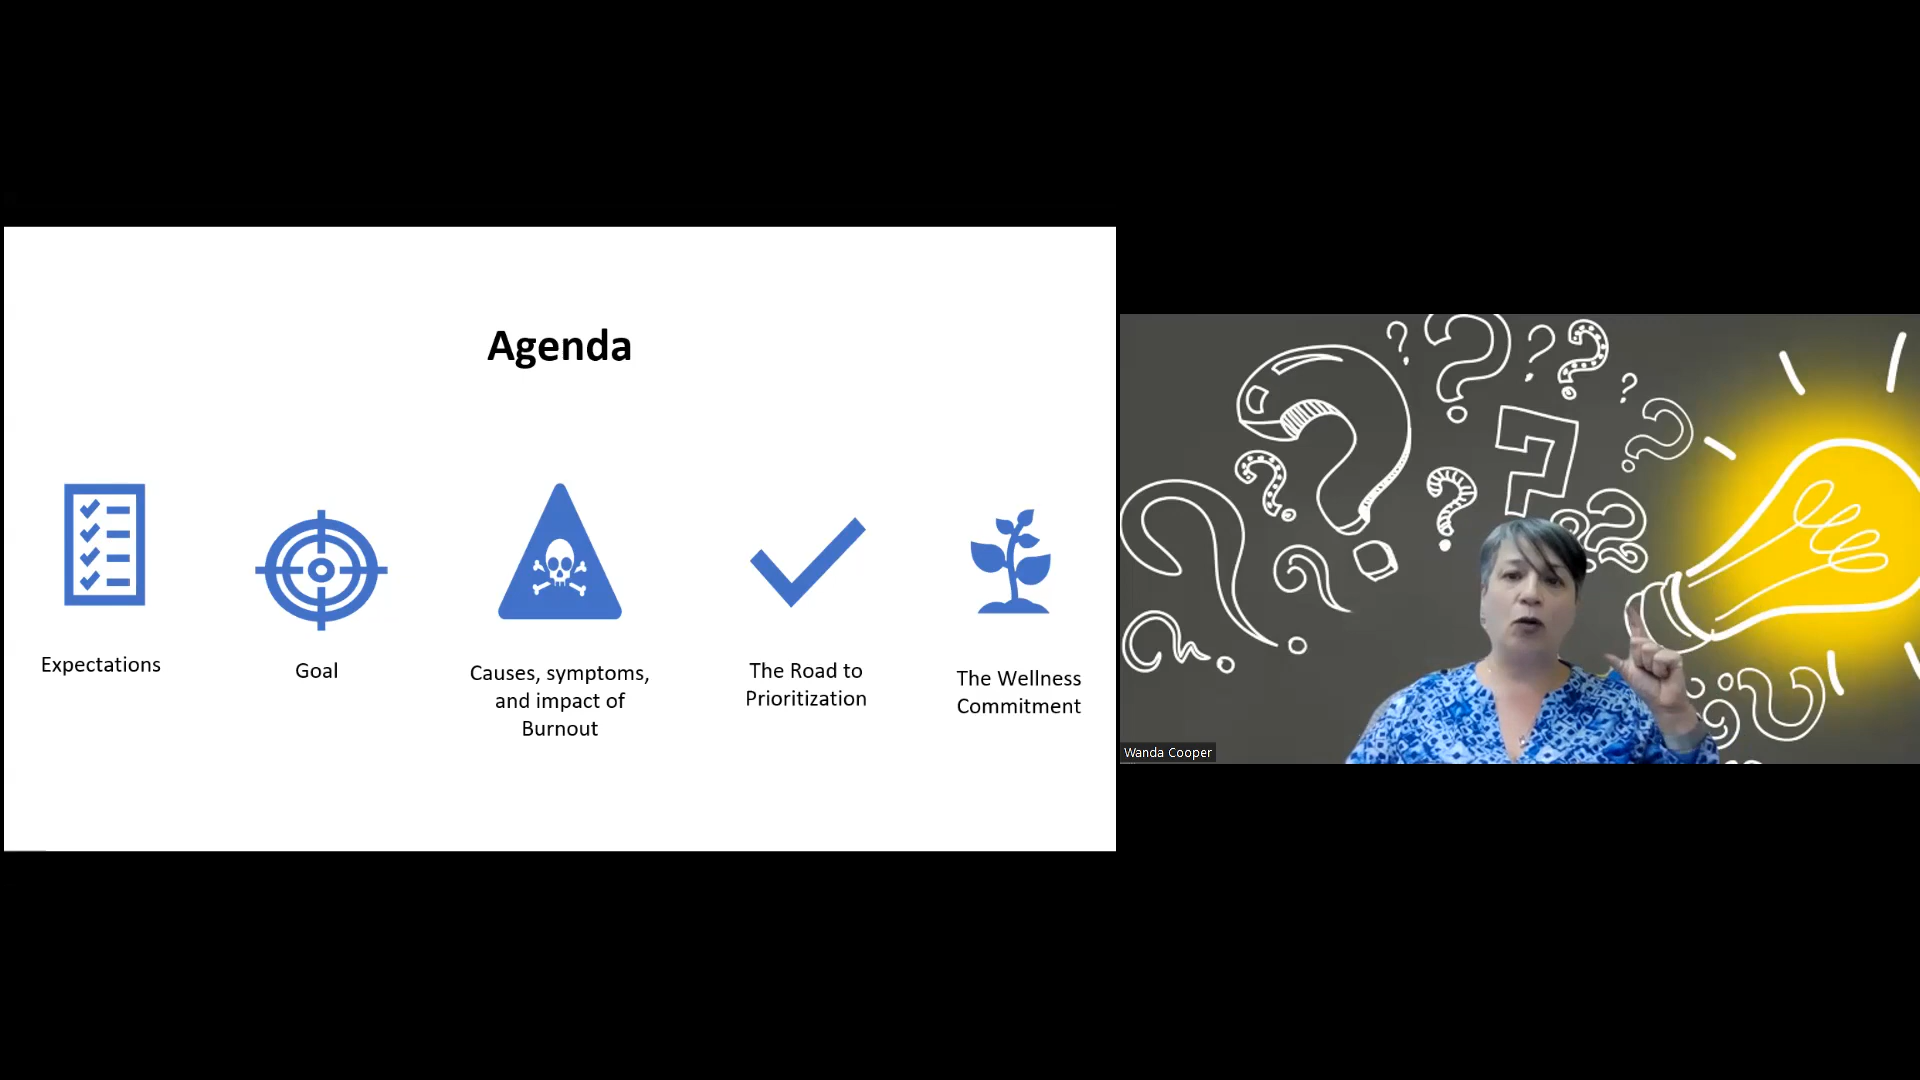 Agenda
Expectations
Goal
Causes, symptoms,
and impact of
Burnout
The Road to
Prioritization
The Wellness
Commitment
Wanda Cooper